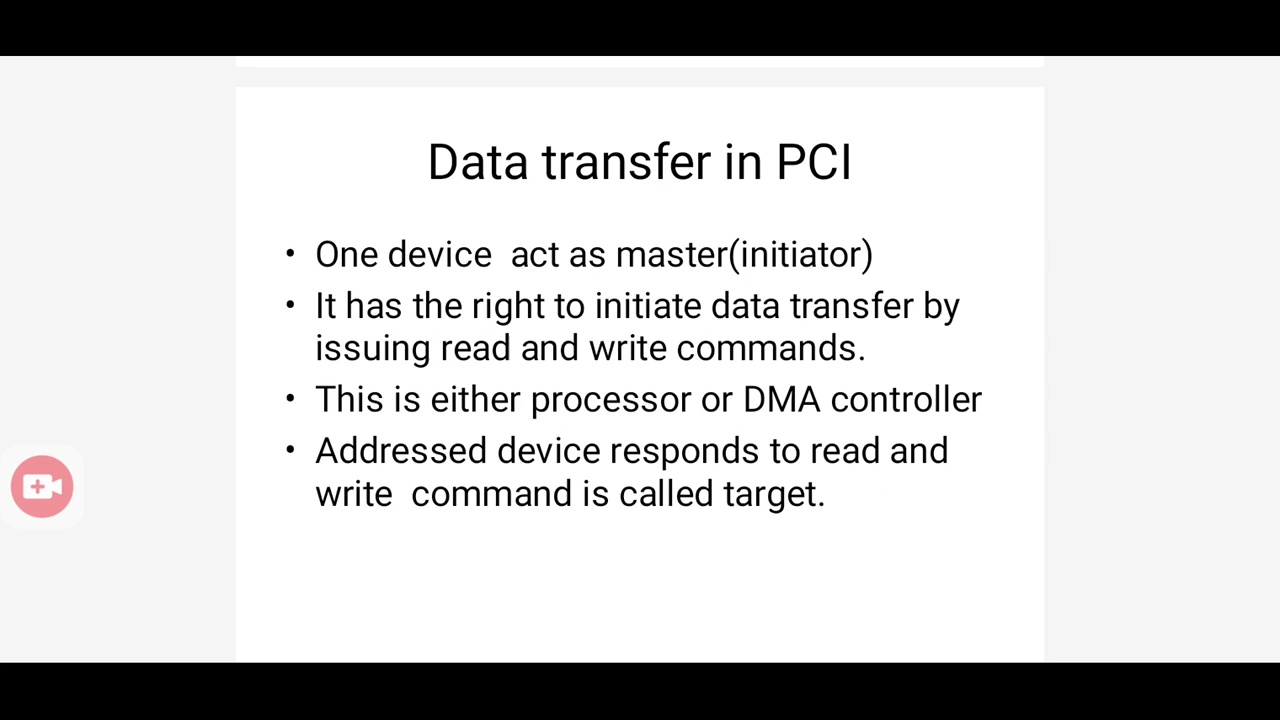 Data transfer in PCI
• One device  act as master(initiator)
• It has the right to initiate data transfer by
issuing read and write commands.
• This is either processor or DMA controller
• Addressed device responds to read and
write  command is called target.